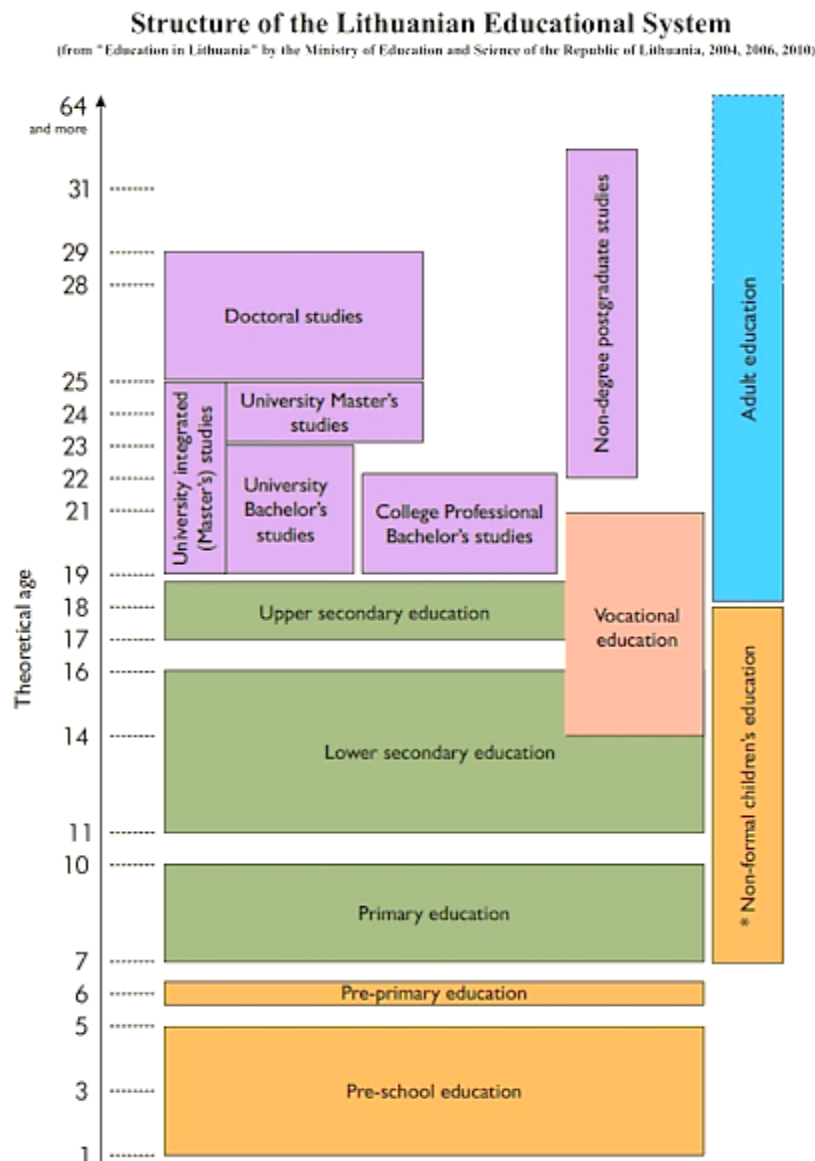 Structure of the Lithuanian Educational System
(from "Education in Lithuania" by the Ministry of Education and Science of the Republic of Lithuania, 2004, 2006, 2010)
64
and more
31
29
28
25
24
23
22
21
19
18
17
16
14
11
10
7
6
5
3
1
Theoretical age
Doctoral studies
University integrated
(Master's) studies
University Master's
studies
University
Bachelor's
studies
College Professional
Bachelor's studies
Non-degree postgraduate studies
Adult education
Upper secondary education
Vocational
education
Lower secondary education
* Non-formal children's education
Primary education
Pre-primary education
Pre-school education